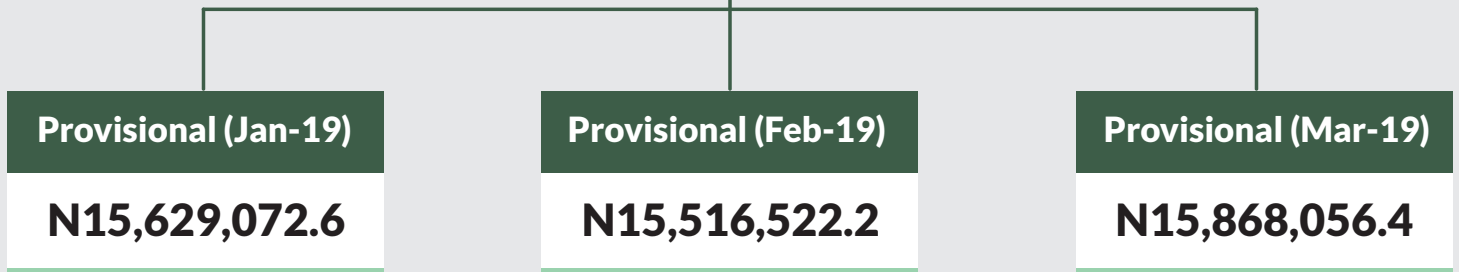 Provisional (Jan-19)
Provisional (Feb-19)
Provisional (Mar-19)
N15,629,072.6
N15,516,522.2
N15,868,056.4